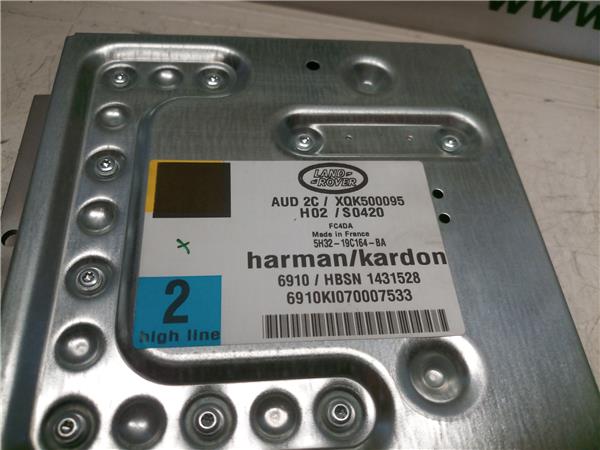 www.
LAND
ROVER
AUD 2C / XQK500095
H02 / S0420
FC4DA
Made in France
5H32-19C164-BA
harman/kardon
6910 / HBSN 1431528
6910KI070007533
2
high line